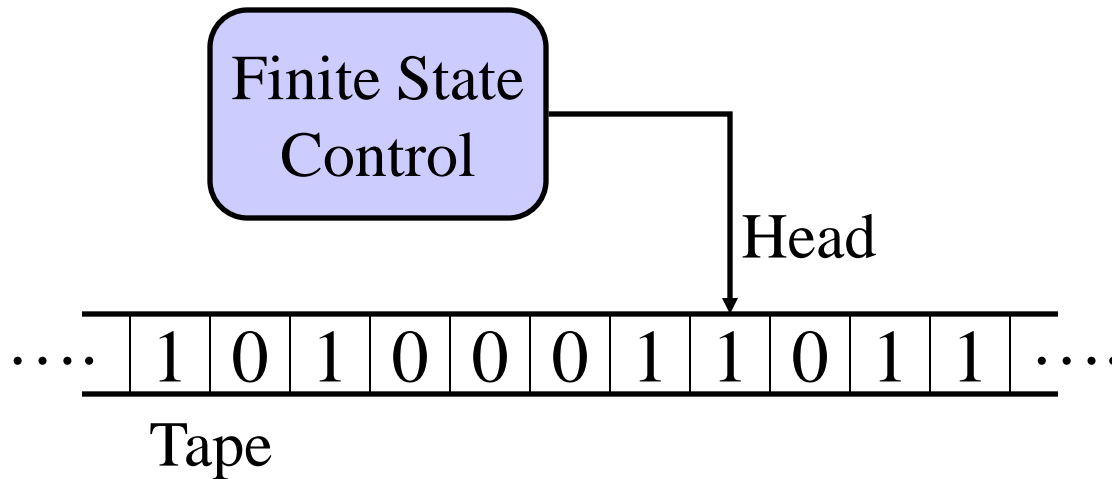 Finite State
Control
Head
.... 1 0 1 0 0 0 1 1 0 1 1 ....
Tape